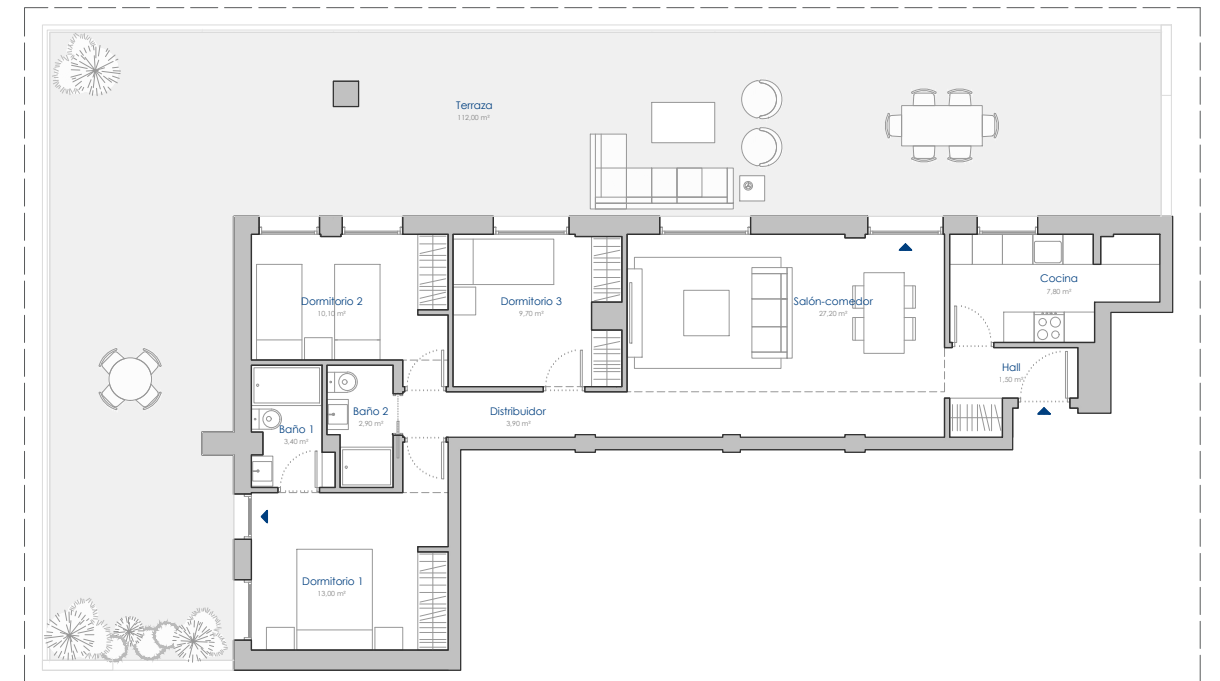 Terraza
112,00 m²
Dormitorio 2
10,10 m²
Dormitorio 3
9,70 m²
Salón-comedor
27,20 m²
Cocina
7,80 m²
Hall
1,50 m²
Baño 1
3,40 m²
Baño 2
2,90 m²
Distribuidor
3,90 m²
Dormitorio 1
13,00 m²